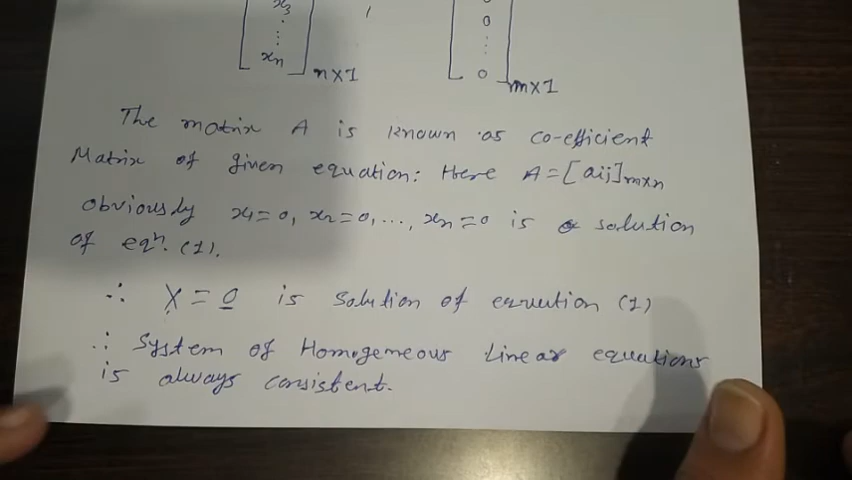 x3
0
:
:
xn n×1
0 m×1
The matrix A is known as co-efficient
Matrix of given equation: Here A=[aij]m×n
obviously x1=0, x2=0, ..., xn=0 is a solution
of eqn. (1).
∴ X = 0 is solution of equation (1)
∴ System of Homogeneous Linear equations
is always consistent.